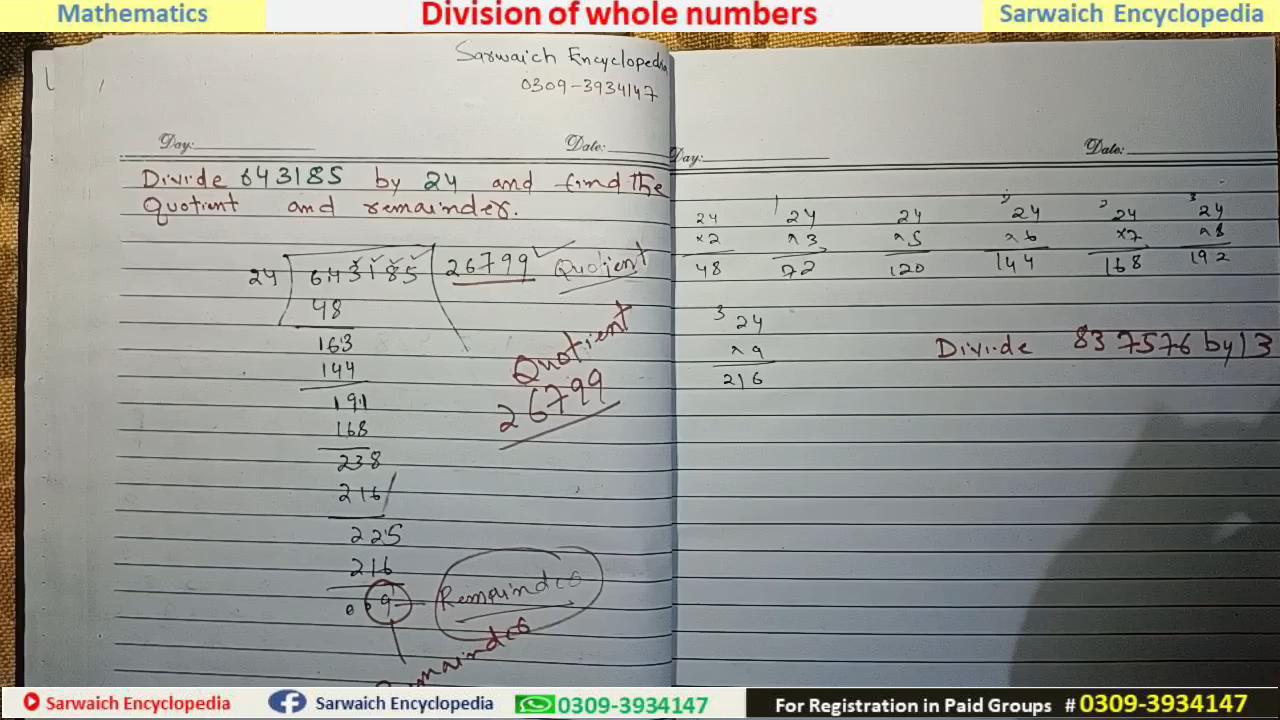 Mathematics
Division of whole numbers
Sarwaich Encyclopedia
Sarwaich Encyclopedia
0309-3934147
Day:
Date:
Divide 643185 by 24 and find the
Quotient and remainder.
24 643185 26799 Quotient
48
163
144
191
168
238
216
225
216
009 Remainder
Remainder
Quotient
26799
Day:
Date:
24 24 24 24 24 24
×2 ×3 ×5 ×6 ×7 ×8
48 72 120 144 168 192
3 24
×9
216
Divide 837576 by 13
Sarwaich Encyclopedia
Sarwaich Encyclopedia
0309-3934147
For Registration in Paid Groups # 0309-3934147